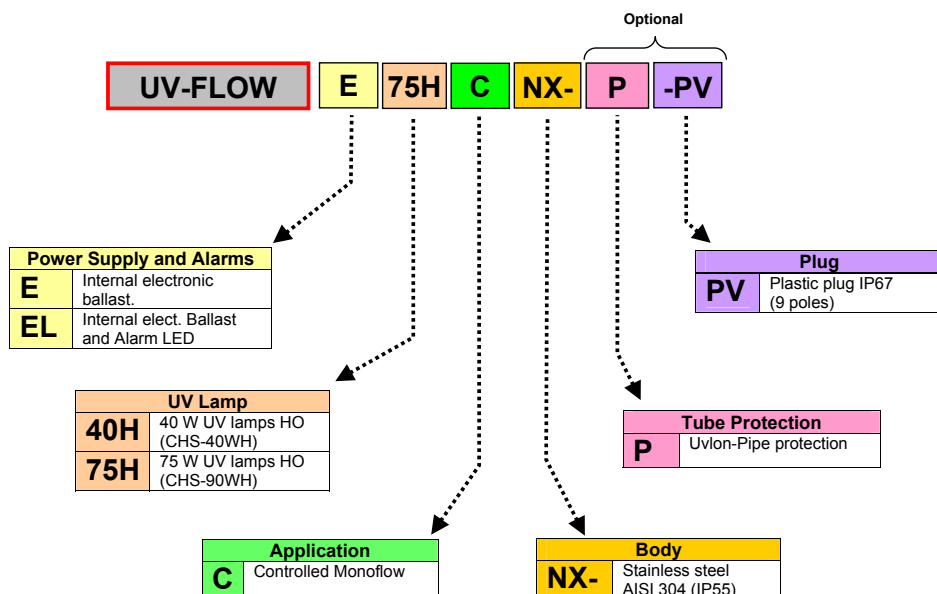 Optional
UV-FLOW E 75H C NX- P -PV
Power Supply and Alarms
E Internal electronic
ballast.
EL Internal elect. Ballast
and Alarm LED
Plug
PV Plastic plug IP67
(9 poles)
UV Lamp
40H 40 W UV lamps HO
(CHS-40WH)
75H 75 W UV lamps HO
(CHS-90WH)
Tube Protection
P Uvlon-Pipe protection
Application
C Controlled Monoflow
Body
NX- Stainless steel
AISI 304 (IP55)